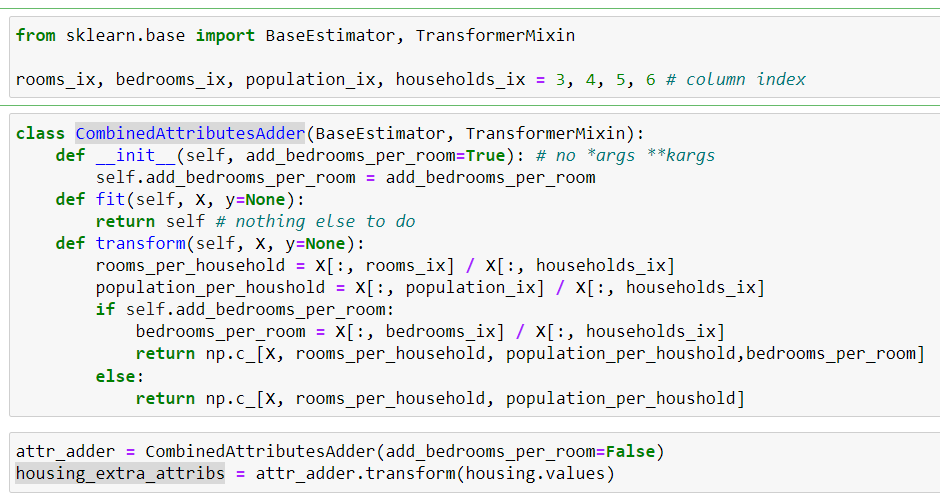 from sklearn.base import BaseEstimator, TransformerMixin
rooms_ix, bedrooms_ix, population_ix, households_ix = 3, 4, 5, 6 # column index
class CombinedAttributesAdder(BaseEstimator, TransformerMixin):
    def __init__(self, add_bedrooms_per_room=True): # no *args **kargs
        self.add_bedrooms_per_room = add_bedrooms_per_room
    def fit(self, X, y=None):
        return self # nothing else to do
    def transform(self, X, y=None):
        rooms_per_household = X[:, rooms_ix] / X[:, households_ix]
        population_per_houshold = X[:, population_ix] / X[:, households_ix]
        if self.add_bedrooms_per_room:
            bedrooms_per_room = X[:, bedrooms_ix] / X[:, households_ix]
            return np.c_[X, rooms_per_household, population_per_houshold,bedrooms_per_room]
        else:
            return np.c_[X, rooms_per_household, population_per_houshold]
attr_adder = CombinedAttributesAdder(add_bedrooms_per_room=False)
housing_extra_attribs = attr_adder.transform(housing.values)